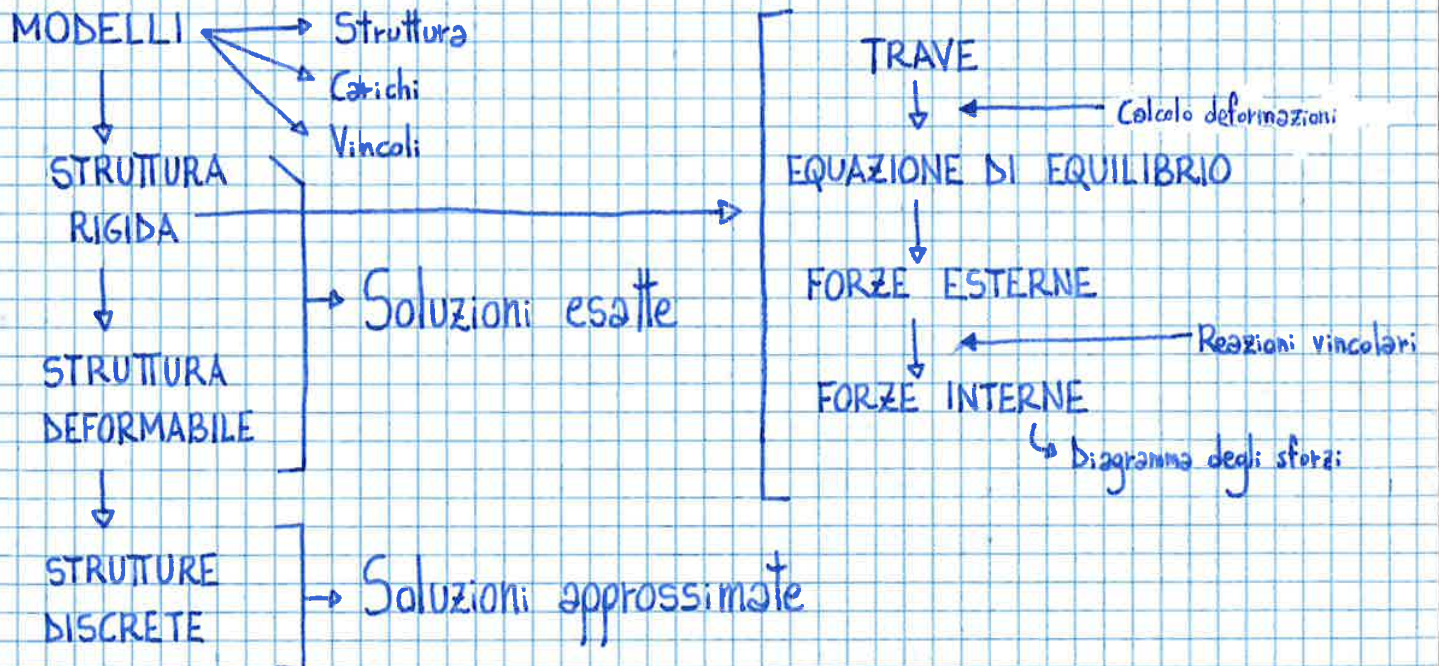 MODELLI
Struttura
Carichi
Vincoli
STRUTTURA
RIGIDA
STRUTTURA
DEFORMABILE
Soluzioni esatte
STRUTTURE
DISCRETE
Soluzioni approssimate
TRAVE
Calcolo deformazioni
EQUAZIONE DI EQUILIBRIO
FORZE ESTERNE
Reazioni vincolari
FORZE INTERNE
Diagramma degli sforzi